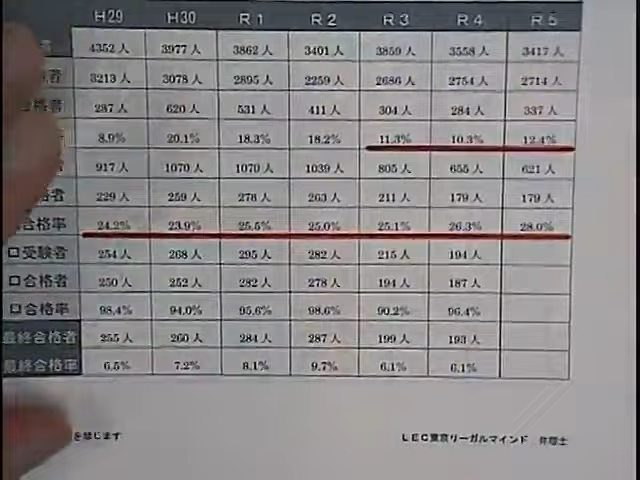 H29 H30 R1 R2 R3 R4 R5
4352人 3977人 3862人 3401人 3859人 3558人 3417人
者 3213人 3078人 2895人 2259人 2686人 2754人 2714人
合格者 287人 620人 531人 411人 304人 284人 337人
8.9% 20.1% 18.3% 18.2% 11.3% 10.3% 12.4%
917人 1070人 1070人 1039人 805人 655人 621人
格者 229人 259人 278人 263人 211人 179人 179人
合格率 24.2% 23.9% 25.5% 25.0% 25.1% 26.3% 28.0%
口受験者 254人 268人 295人 282人 215人 194人
口合格者 250人 252人 282人 278人 194人 187人
口合格率 98.4% 94.0% 95.6% 98.6% 90.2% 96.4%
最終合格者 255人 260人 284人 287人 199人 193人
最終合格率 6.5% 7.2% 8.1% 9.7% 6.1% 6.1%
を禁じます LEC東京リーガルマインド 弁理士